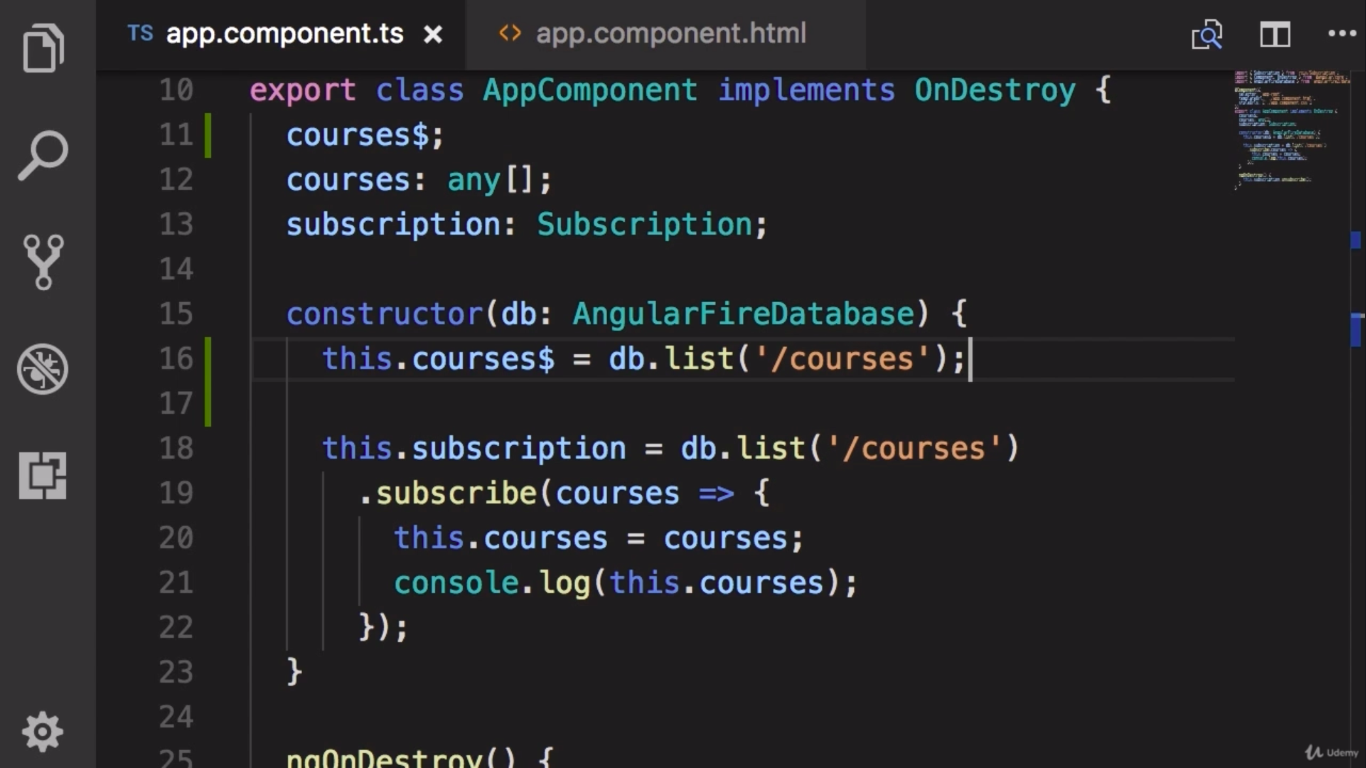 TS app.component.ts × <> app.component.html
10 export class AppComponent implements OnDestroy {
11 courses$;
12 courses: any[];
13 subscription: Subscription;
14
15 constructor(db: AngularFireDatabase) {
16 this.courses$ = db.list('/courses');
17
18 this.subscription = db.list('/courses')
19 .subscribe(courses => {
20 this.courses = courses;
21 console.log(this.courses);
22 });
23 }
24
25 ngOnDestroy() {
Udemy